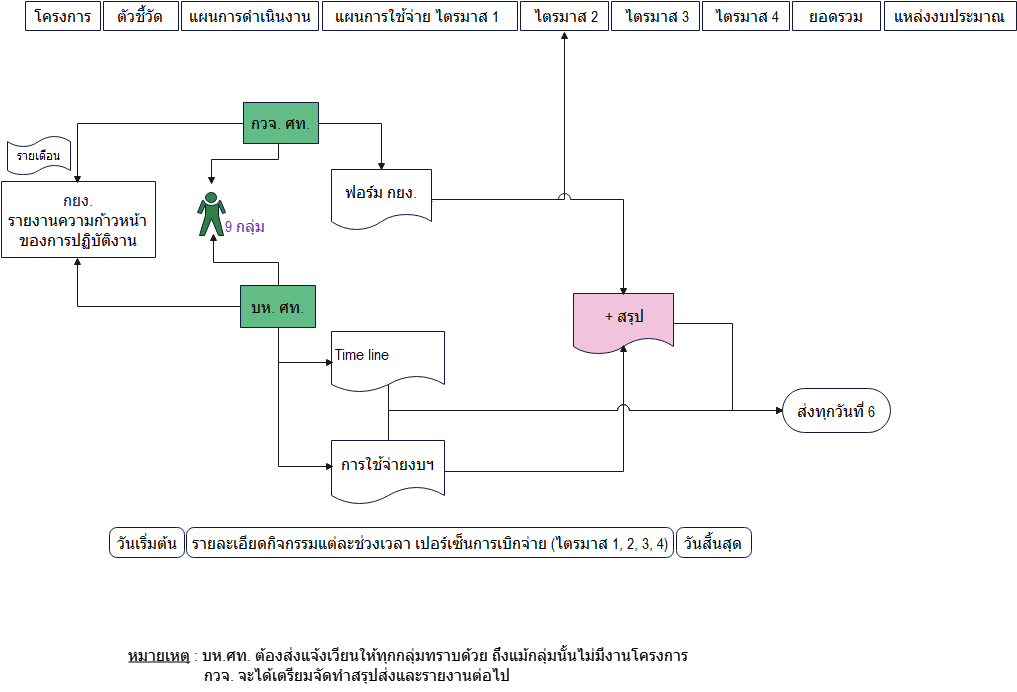 โครงการ
ตัวชี้วัด
แผนการดำเนินงาน
แผนการใช้จ่าย ไตรมาส 1
ไตรมาส 2
ไตรมาส 3
ไตรมาส 4
ยอดรวม
แหล่งงบประมาณ
กวจ. ศท.
รายเดือน
กยง.
รายงานความก้าวหน้า
ของการปฏิบัติงาน
ฟอร์ม กยง.
9 กลุ่ม
บห. ศท.
+ สรุป
Time line
ส่งทุกวันที่ 6
การใช้จ่ายงบฯ
วันเริ่มต้น
รายละเอียดกิจกรรมแต่ละช่วงเวลา เปอร์เซ็นการเบิกจ่าย (ไตรมาส 1, 2, 3, 4)
วันสิ้นสุด
หมายเหตุ : บห.ศท. ต้องส่งแจ้งเวียนให้ทุกกลุ่มทราบด้วย ถึงแม้กลุ่มนั้นไม่มีงานโครงการ
กวจ. จะได้เตรียมจัดทำสรุปส่งและรายงานต่อไป